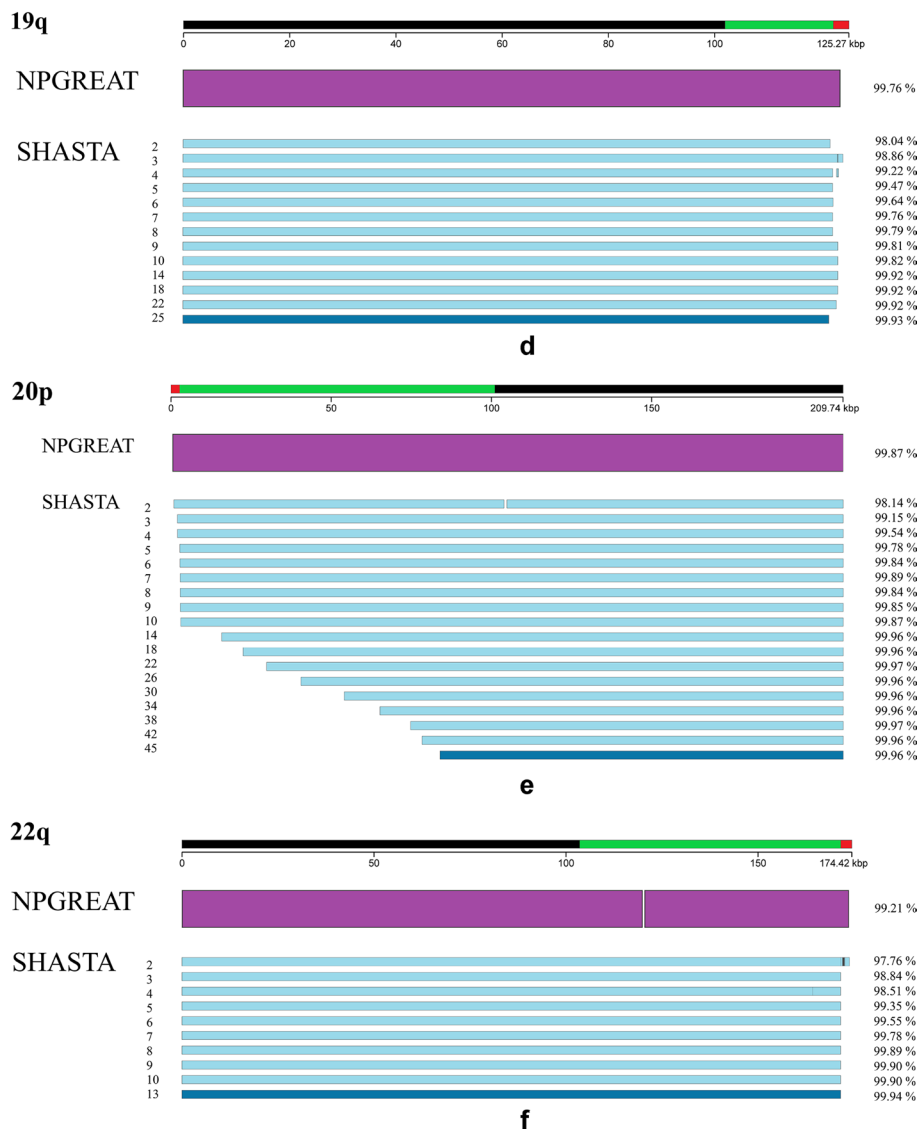 19q
0 20 40 60 80 100 125.27 kbp
NPGREAT 99.76 %
SHASTA 2 98.04 %
3 98.86 %
4 99.22 %
5 99.47 %
6 99.64 %
7 99.76 %
8 99.79 %
9 99.81 %
10 99.82 %
14 99.92 %
18 99.92 %
22 99.92 %
25 99.93 %
d
20p
0 50 100 150 209.74 kbp
NPGREAT 99.87 %
SHASTA 2 98.14 %
3 99.15 %
4 99.54 %
5 99.78 %
6 99.84 %
7 99.89 %
8 99.84 %
9 99.85 %
10 99.87 %
14 99.96 %
18 99.96 %
22 99.97 %
26 99.96 %
30 99.96 %
34 99.96 %
38 99.97 %
42 99.96 %
45 99.96 %
e
22q
0 50 100 150 174.42 kbp
NPGREAT 99.21 %
SHASTA 2 97.76 %
3 98.84 %
4 98.51 %
5 99.35 %
6 99.55 %
7 99.78 %
8 99.89 %
9 99.90 %
10 99.90 %
13 99.94 %
f